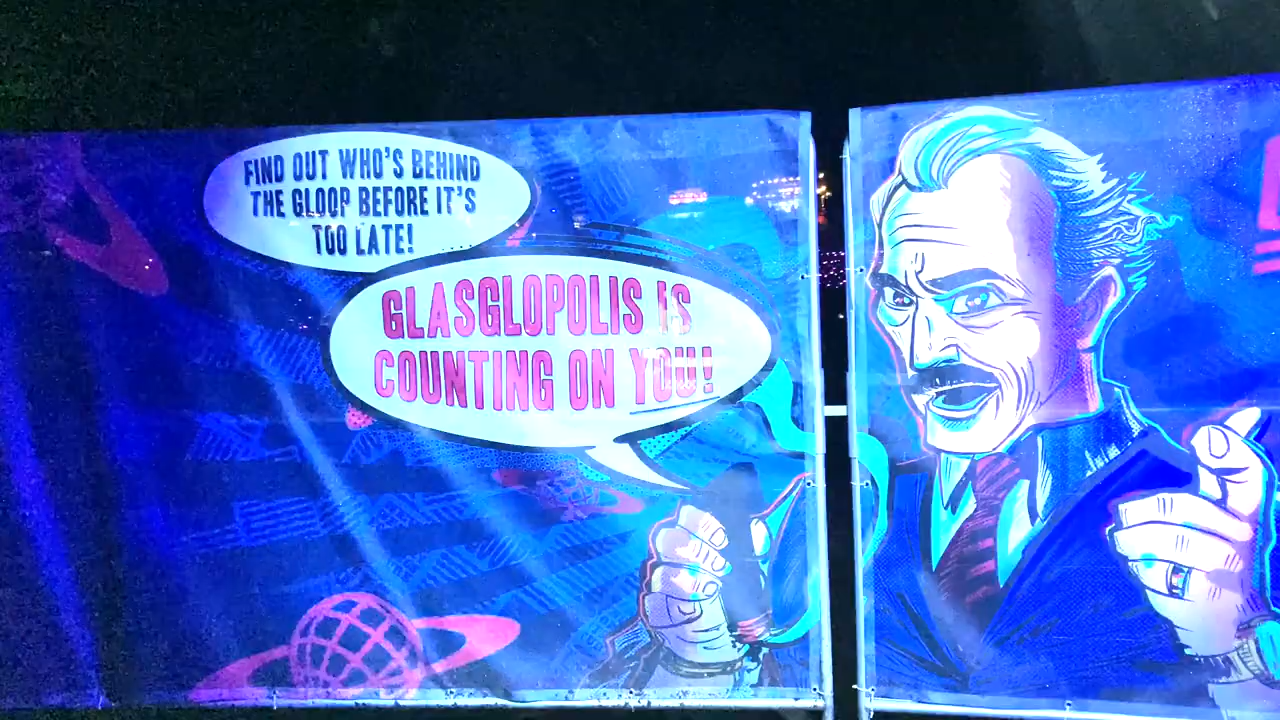 FIND OUT WHO'S BEHIND
THE GLOOP BEFORE IT'S
TOO LATE!
GLASGLOPOLIS IS
COUNTING ON YOU!